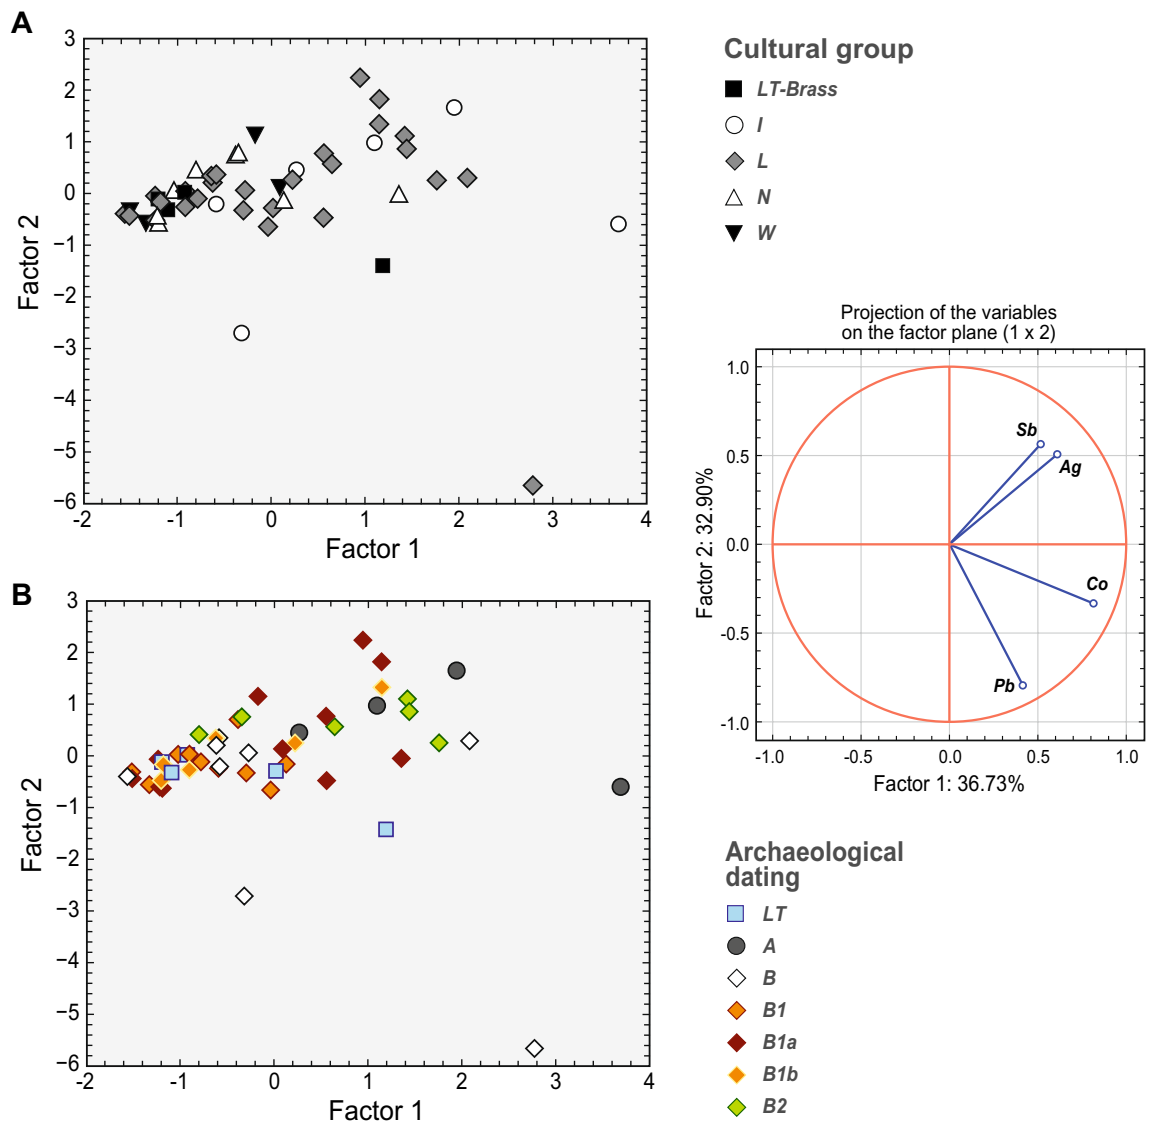 A
3
2
1
0
−1
−2
−3
−4
−5
−6
-2
-1
0
1
2
3
4
Factor 2
Factor 1
Cultural group
LT-Brass
I
L
N
W
Projection of the variables
on the factor plane (1 x 2)
1.0
0.5
0.0
-0.5
-1.0
-1.0
-0.5
0.0
0.5
1.0
Sb
Ag
Co
Pb
Factor 2: 32.90%
Factor 1: 36.73%
B
3
2
1
0
−1
−2
−3
−4
−5
−6
-2
-1
0
1
2
3
4
Factor 2
Factor 1
Archaeological
dating
LT
A
B
B1
B1a
B1b
B2